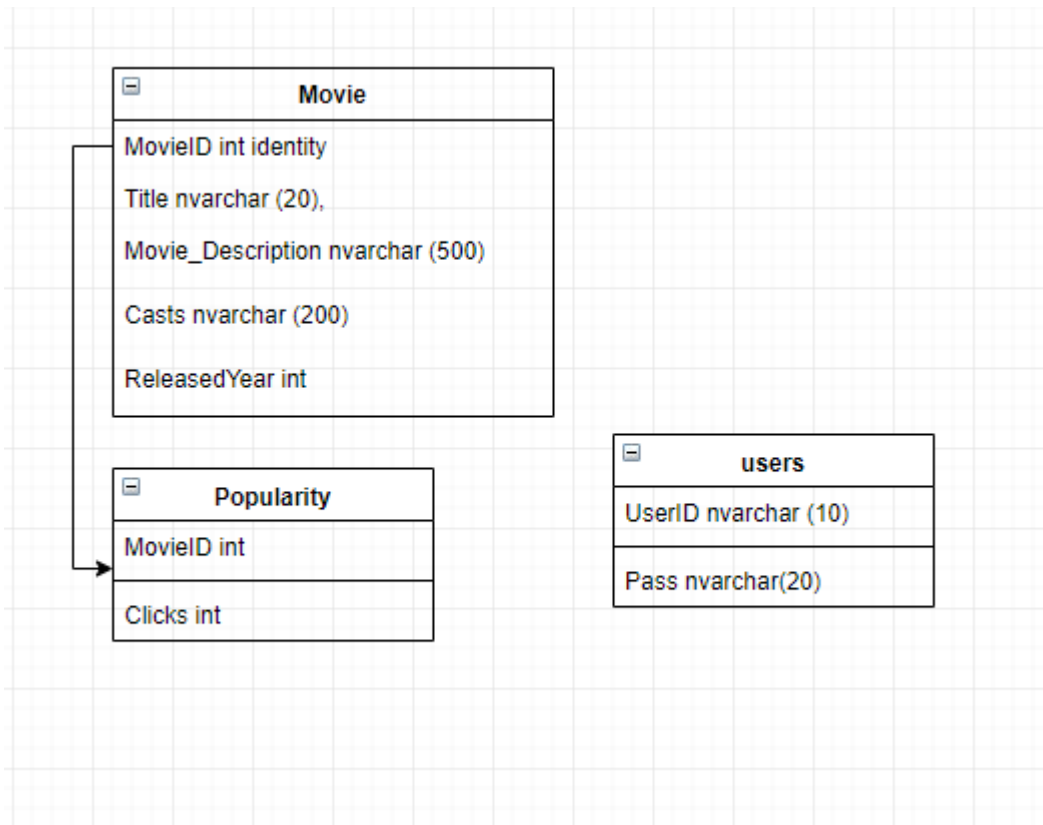 Movie
MovieID int identity
Title nvarchar (20),
Movie_Description nvarchar (500)
Casts nvarchar (200)
ReleasedYear int
Popularity
MovieID int
Clicks int
users
UserID nvarchar (10)
Pass nvarchar(20)